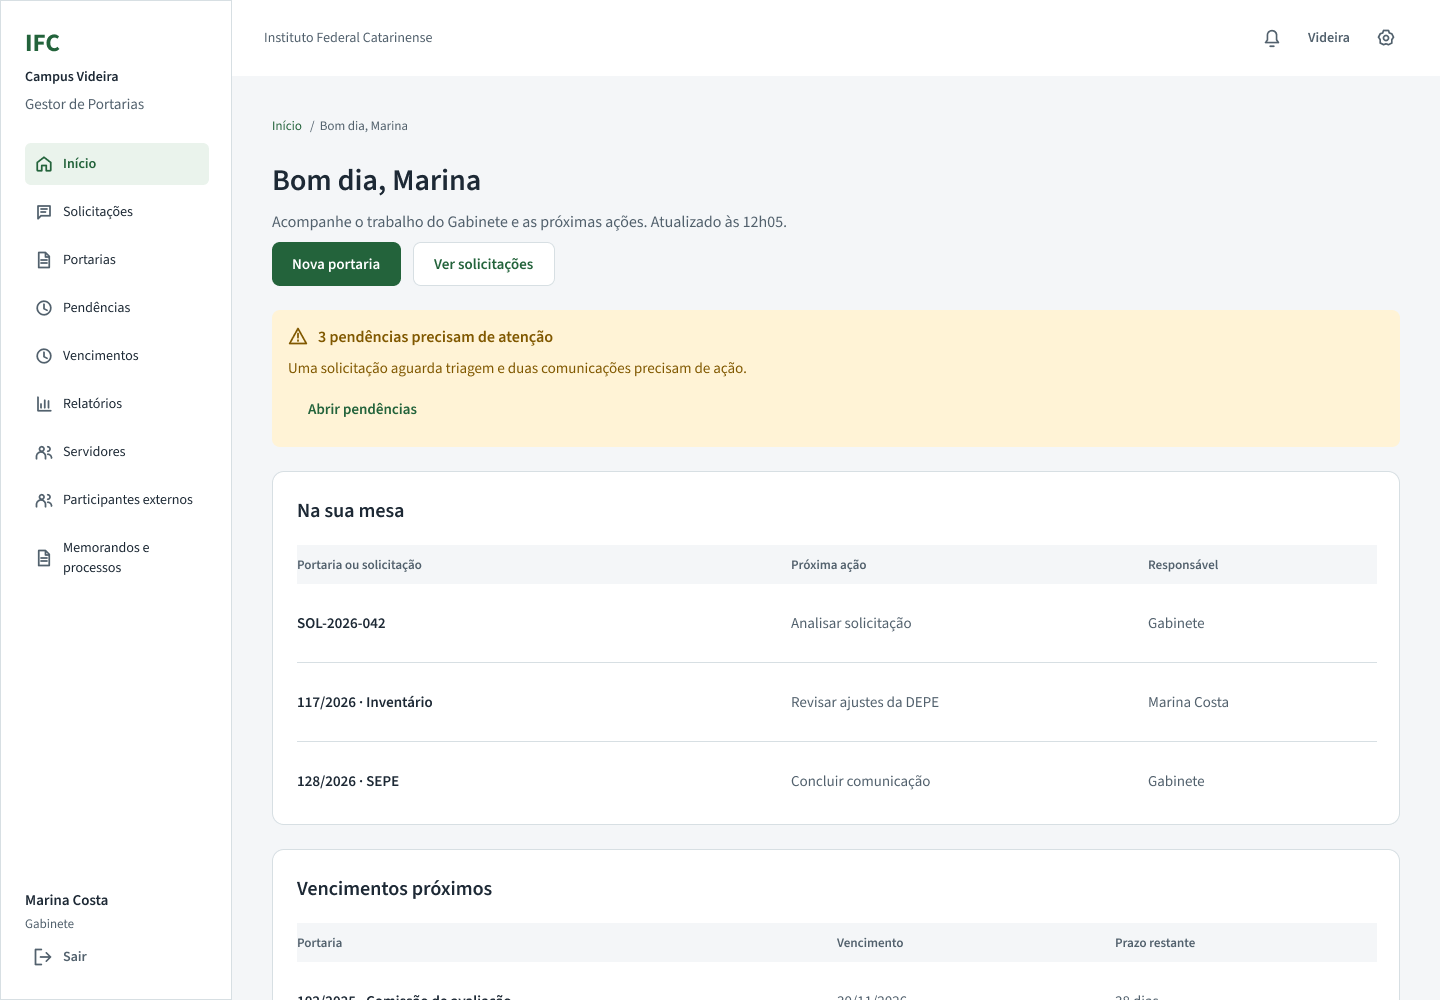 IFC
Campus Videira
Gestor de Portarias
Início
Solicitações
Portarias
Pendências
Vencimentos
Relatórios
Servidores
Participantes externos
Memorandos e
processos
Marina Costa
Gabinete
Sair
Instituto Federal Catarinense
Videira
Início / Bom dia, Marina
Bom dia, Marina
Acompanhe o trabalho do Gabinete e as próximas ações. Atualizado às 12h05.
Nova portaria Ver solicitações
3 pendências precisam de atenção
Uma solicitação aguarda triagem e duas comunicações precisam de ação.
Abrir pendências
Na sua mesa
Portaria ou solicitação Próxima ação Responsável
SOL-2026-042 Analisar solicitação Gabinete
117/2026 · Inventário Revisar ajustes da DEPE Marina Costa
128/2026 · SEPE Concluir comunicação Gabinete
Vencimentos próximos
Portaria Vencimento Prazo restante